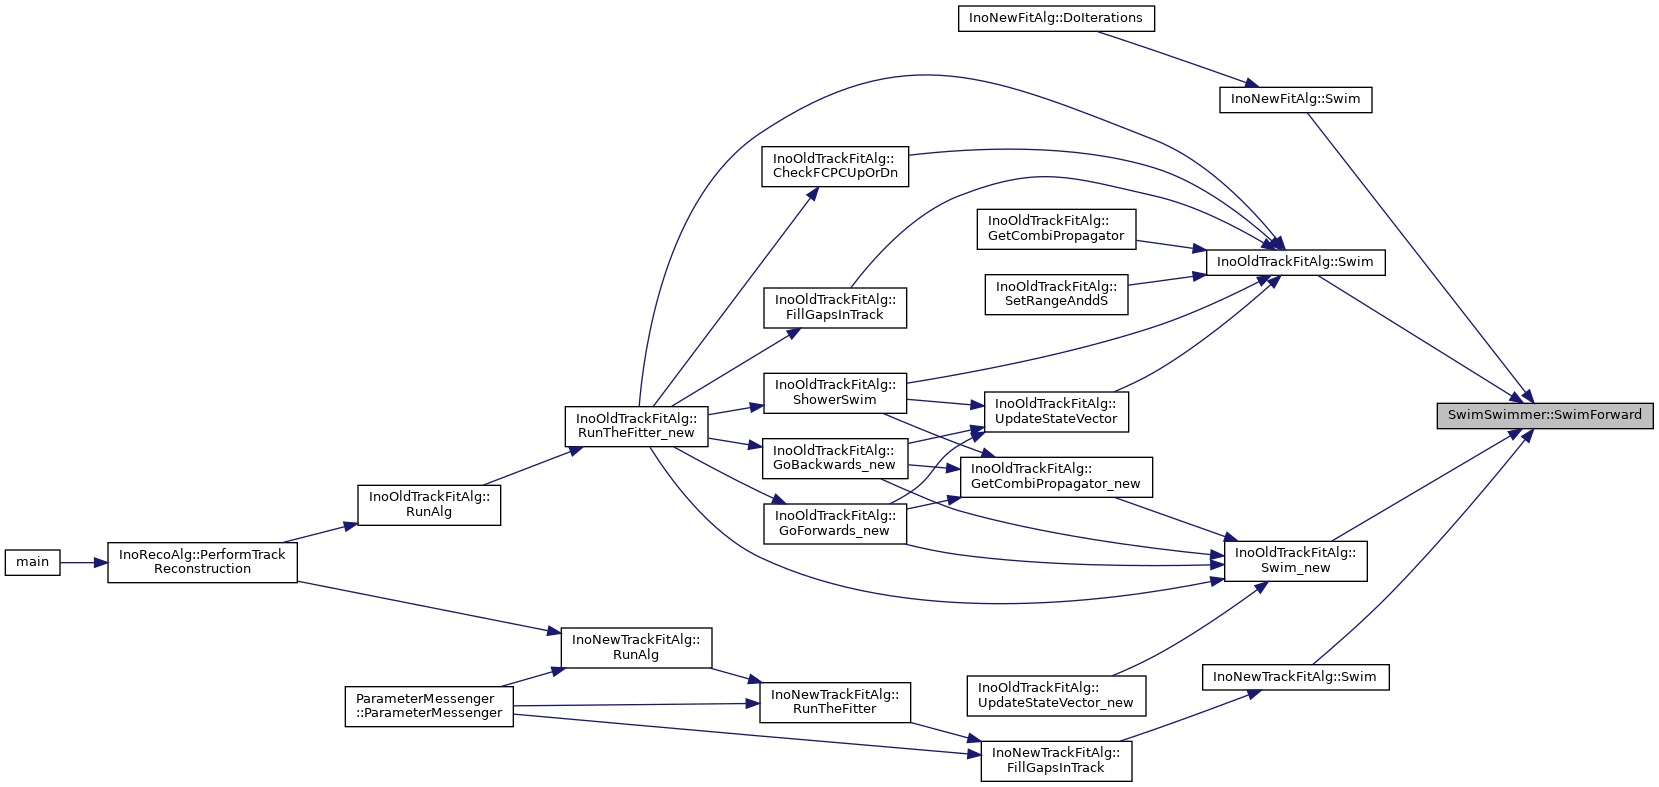 InoNewFitAlg::DoIterations
InoNewFitAlg::Swim
InoOldTrackFitAlg::
CheckFCPCUpOrDn
InoOldTrackFitAlg::
GetCombiPropagator
InoOldTrackFitAlg::Swim
InoOldTrackFitAlg::
SetRangeAnddS
InoOldTrackFitAlg::
FillGapsInTrack
InoOldTrackFitAlg::
ShowerSwim
InoOldTrackFitAlg::
UpdateStateVector
SwimSwimmer::SwimForward
InoOldTrackFitAlg::
RunTheFitter_new
InoOldTrackFitAlg::
GoBackwards_new
InoOldTrackFitAlg::
GetCombiPropagator_new
InoOldTrackFitAlg::
RunAlg
InoOldTrackFitAlg::
GoForwards_new
main
InoRecoAlg::PerformTrack
Reconstruction
InoOldTrackFitAlg::
Swim_new
InoNewTrackFitAlg::
RunAlg
InoNewTrackFitAlg::Swim
ParameterMessenger
::ParameterMessenger
InoNewTrackFitAlg::
RunTheFitter
InoOldTrackFitAlg::
UpdateStateVector_new
InoNewTrackFitAlg::
FillGapsInTrack